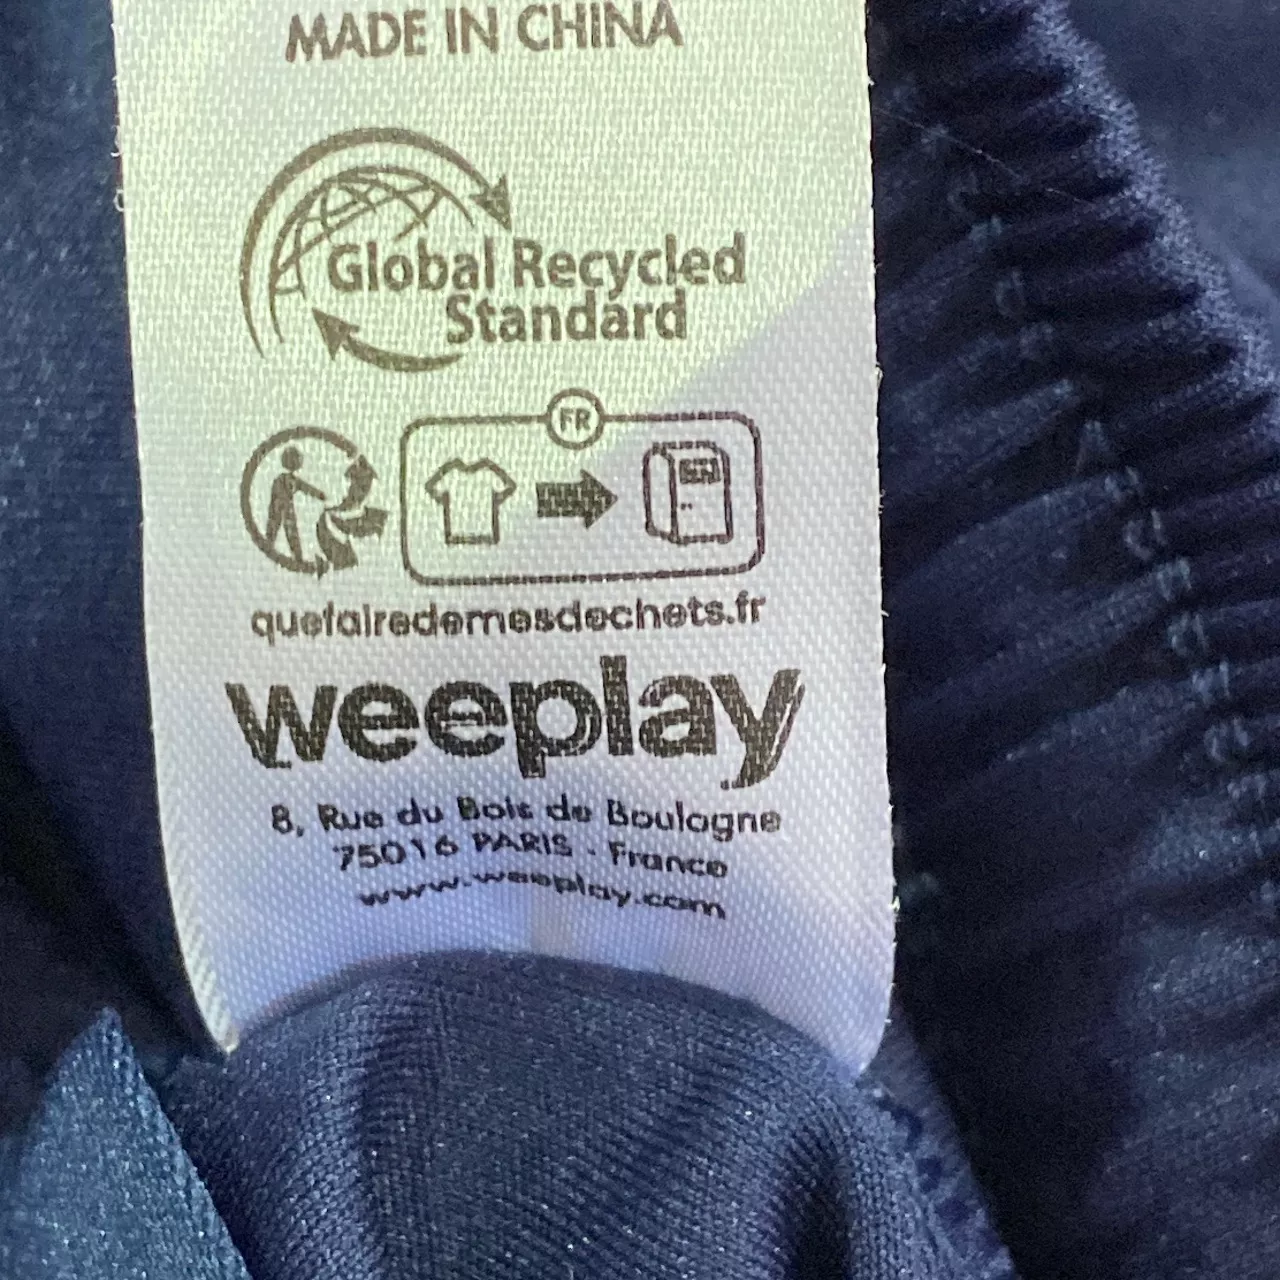 MADE IN CHINA
Global Recycled
Standard
FR
quefairedemesdechets.fr
weeplay
8, Rue du Bois de Boulogne
75016 PARIS - France
www.weeplay.com